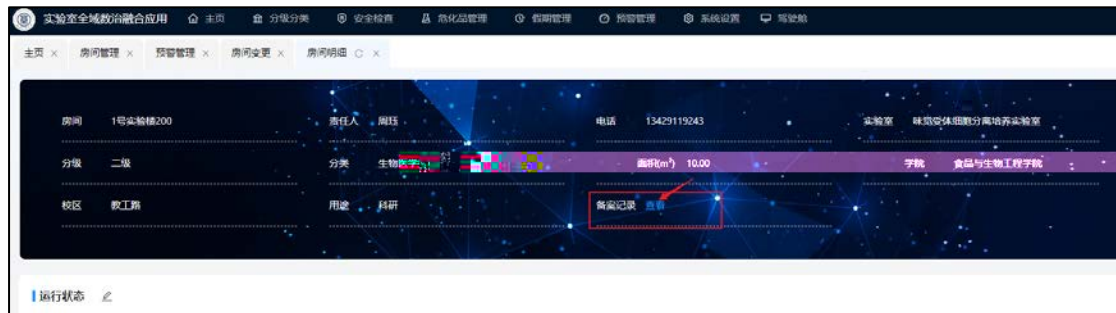 实验室全域数治融合应用 主页 分级分类 安全检查 危化品管理 假期管理 预警管理 系统设置 驾驶舱
主页 × 房间管理 × 预警管理 × 房间变更 × 房间明细 ×
房间 1号实验楼200 责任人 周珏 电话 13429119243 实验室 味觉受体细胞分离培养实验室
分级 二级 分类 生物医学 面积(m²) 10.00 学院 食品与生物工程学院
校区 教工路 用途 科研 备案记录 查看
运行状态